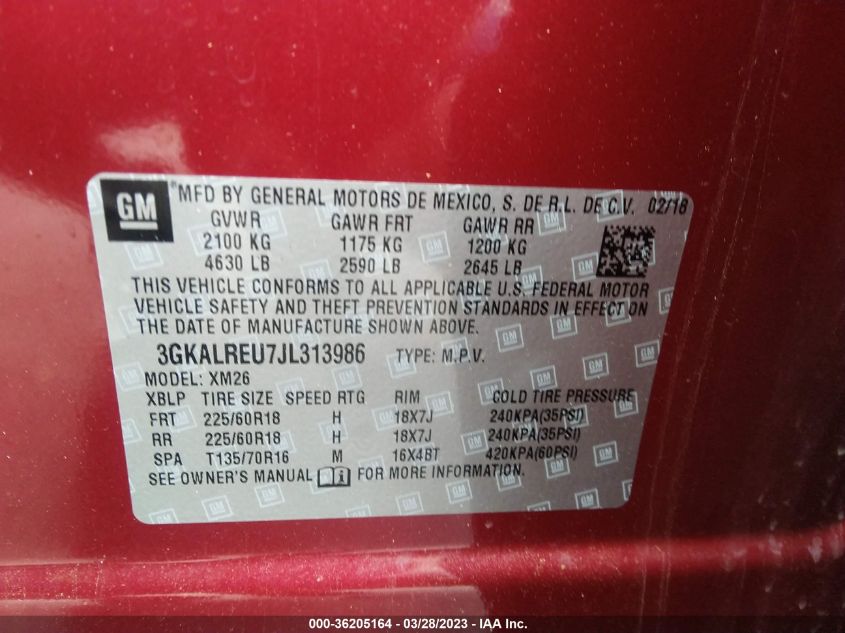 GM
®MFD BY GENERAL MOTORS DE MEXICO, S. DE R.L. DE C.V. 02/18
GVWR GAWR FRT GAWR RR
2100 KG 1175 KG 1200 KG
4630 LB 2590 LB 2645 LB
THIS VEHICLE CONFORMS TO ALL APPLICABLE U.S. FEDERAL MOTOR
VEHICLE SAFETY AND THEFT PREVENTION STANDARDS IN EFFECT ON
THE DATE OF MANUFACTURE SHOWN ABOVE.
3GKALREU7JL313986 TYPE: M.P.V.
MODEL: XM26
XBLP TIRE SIZE SPEED RTG RIM COLD TIRE PRESSURE
FRT 225/60R18 H 18X7J 240KPA(35PSI)
RR 225/60R18 H 18X7J 240KPA(35PSI)
SPA T135/70R16 M 16X4BT 420KPA(60PSI)
SEE OWNER'S MANUAL FOR MORE INFORMATION.
000-36205164 - 03/28/2023 - IAA Inc.